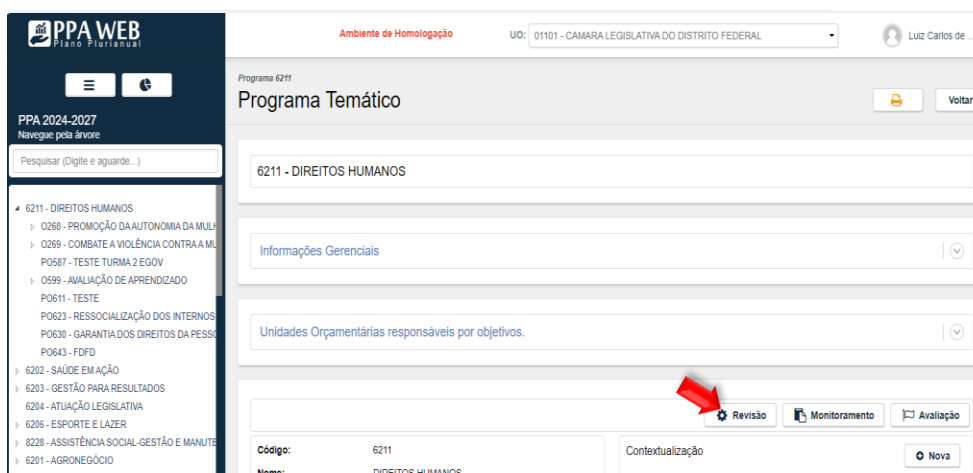 PPA WEB
Plano Plurianual
Ambiente de Homologação
UO: 01101 - CAMARA LEGISLATIVA DO DISTRITO FEDERAL
Luiz Carlos de ...
PPA 2024-2027
Navegue pela árvore
Pesquisar (Digite e aguarde...)
6211 - DIREITOS HUMANOS
O268 - PROMOÇÃO DA AUTONOMIA DA MULH
O269 - COMBATE A VIOLÊNCIA CONTRA A MU
PO587 - TESTE TURMA 2 EGOV
O599 - AVALIAÇÃO DE APRENDIZADO
PO611 - TESTE
PO623 - RESSOCIALIZAÇÃO DOS INTERNOS
PO630 - GARANTIA DOS DIREITOS DA PESSO
PO643 - FDFD
6202 - SAÚDE EM AÇÃO
6203 - GESTÃO PARA RESULTADOS
6204 - ATUAÇÃO LEGISLATIVA
6206 - ESPORTE E LAZER
8228 - ASSISTÊNCIA SOCIAL-GESTÃO E MANUTE
6201 - AGRONEGÓCIO
Programa 6211
Programa Temático
Voltar
6211 - DIREITOS HUMANOS
Informações Gerenciais
Unidades Orçamentárias responsáveis por objetivos.
Revisão Monitoramento Avaliação
Código: 6211
Contextualização
Nova
Nome: DIREITOS HUMANOS